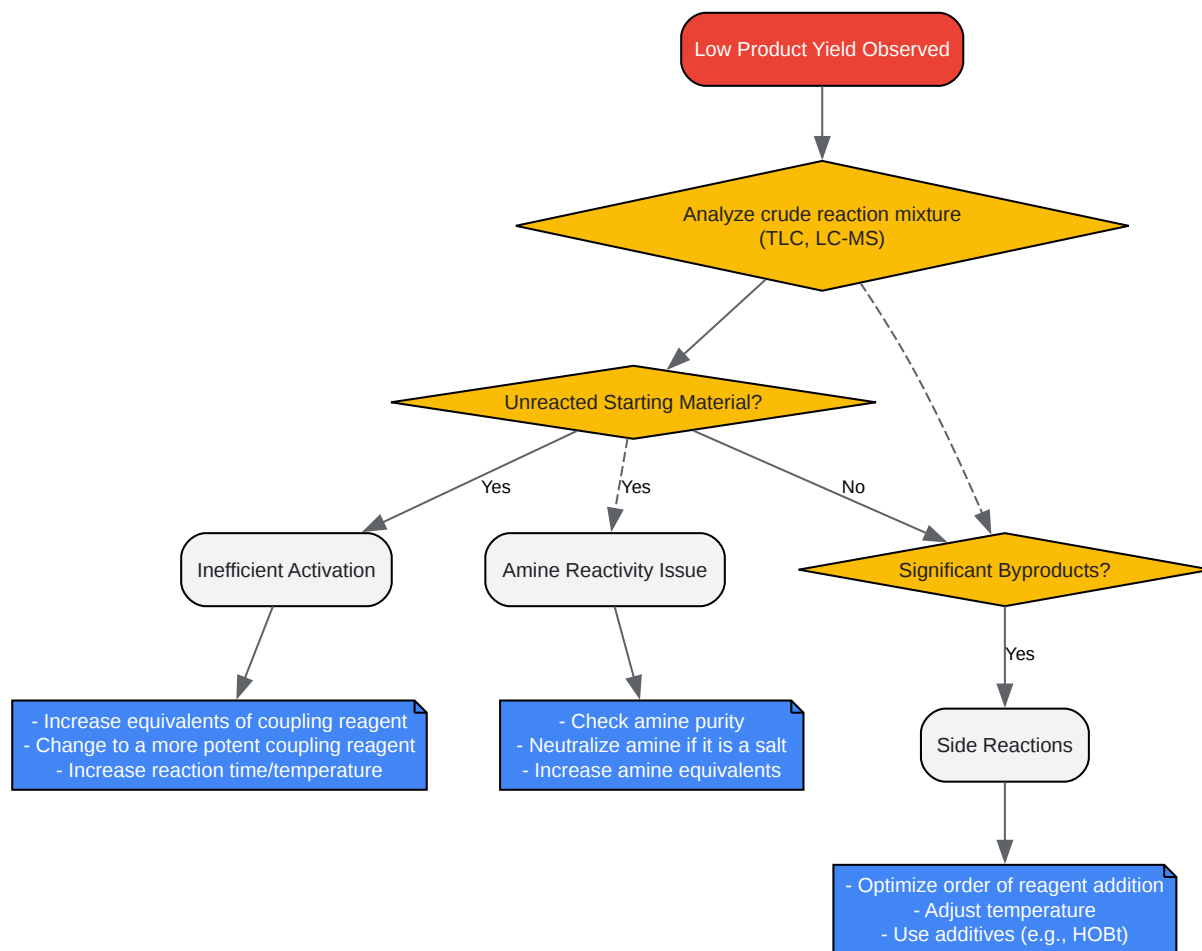 Low Product Yield Observed
Analyze crude reaction mixture
(TLC, LC-MS)
Unreacted Starting Material?
Yes
Yes
No
Inefficient Activation
Amine Reactivity Issue
Significant Byproducts?
Yes
- Increase equivalents of coupling reagent
- Change to a more potent coupling reagent
- Increase reaction time/temperature
- Check amine purity
- Neutralize amine if it is a salt
- Increase amine equivalents
Side Reactions
- Optimize order of reagent addition
- Adjust temperature
- Use additives (e.g., HOBt)